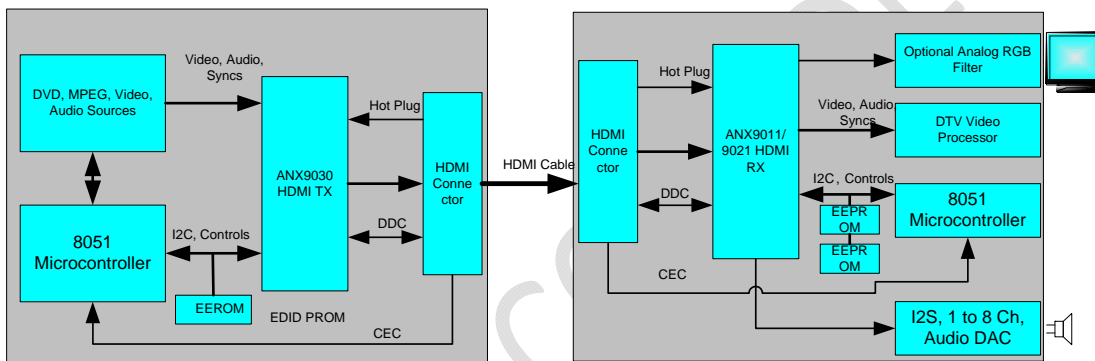 DVD, MPEG, Video,
Audio Sources
Video, Audio,
Syncs
ANX9030
HDMI TX
Hot Plug
HDMI
Conne
ctor
DDC
8051
Microcontroller
I2C, Controls
EEROM
EDID PROM
CEC
HDMI Cable
HDMI
Conne
ctor
Hot Plug
DDC
CEC
ANX9011/
9021 HDMI
RX
Optional Analog RGB
Filter
Video, Audio
Syncs
DTV Video
Processor
I2C, Controls
EEPR
OM
EEPR
OM
8051
Microcontroller
I2S, 1 to 8 Ch,
Audio DAC